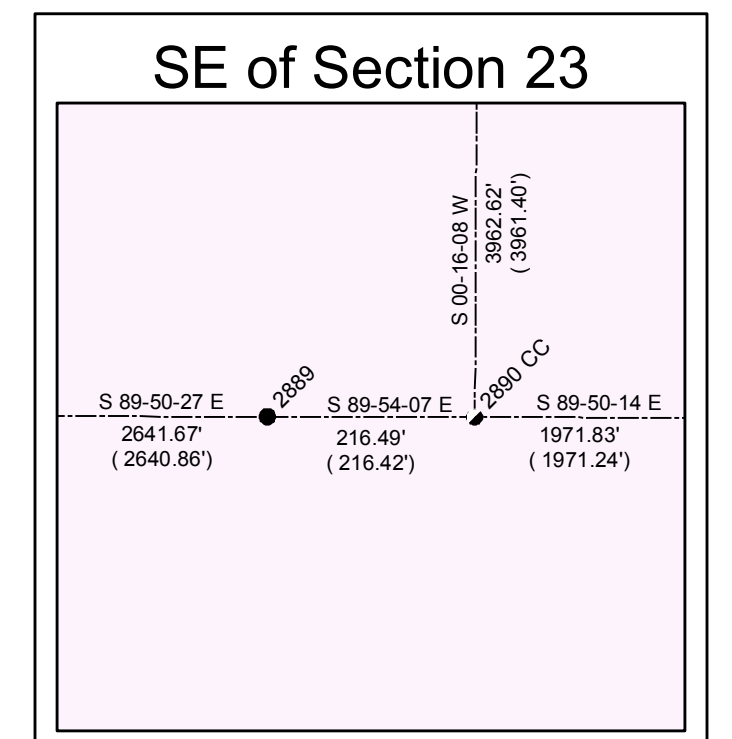 SE of Section 23
S 00-16-08 W
3962.62'
( 3961.40')
S 89-50-27 E
2641.67'
( 2640.86')
2889
S 89-54-07 E
216.49'
( 216.42')
2890 CC
S 89-50-14 E
1971.83'
( 1971.24')